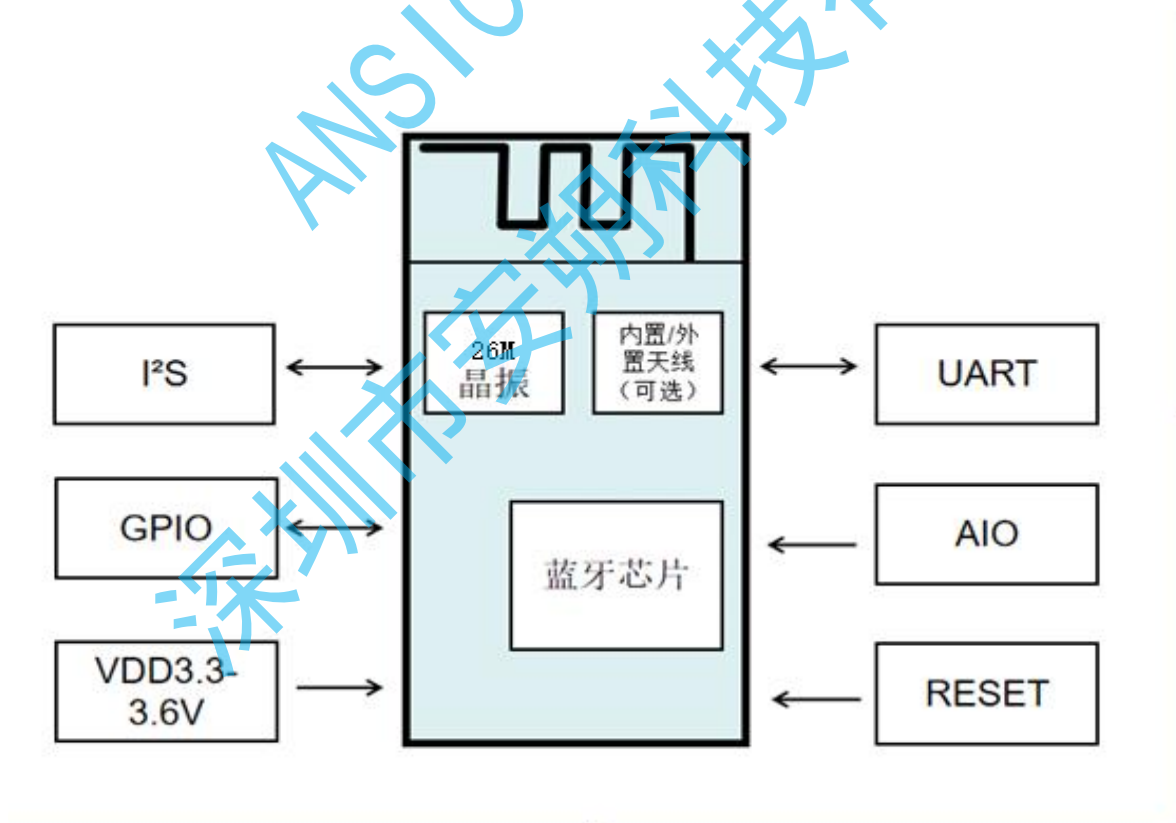 ANSIO
深圳市安朔科技
26M
晶振
内置/外
置天线
（可选）
I²S
UART
GPIO
AIO
蓝牙芯片
VDD3.3-
3.6V
RESET